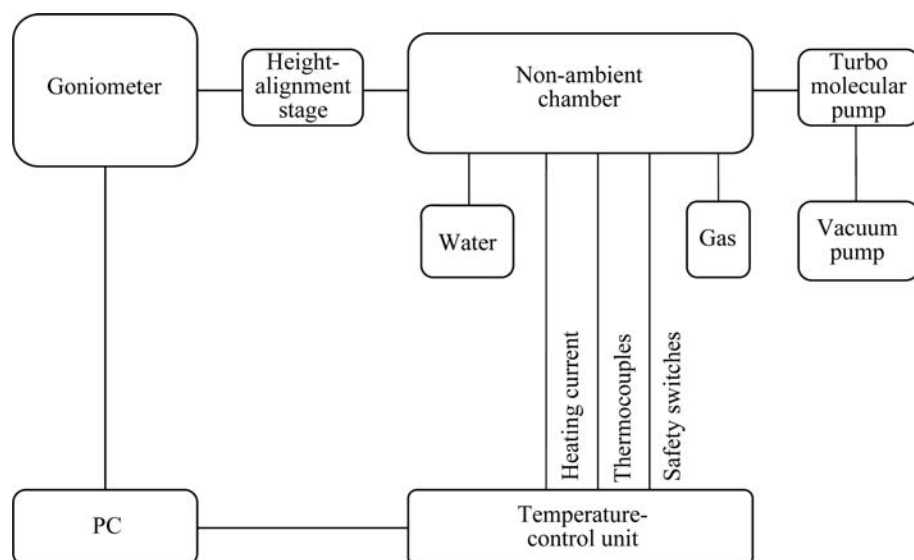 Goniometer
Height-
alignment
stage
Non-ambient
chamber
Turbo
molecular
pump
Water
Gas
Vacuum
pump
Heating current
Thermocouples
Safety switches
PC
Temperature-
control unit